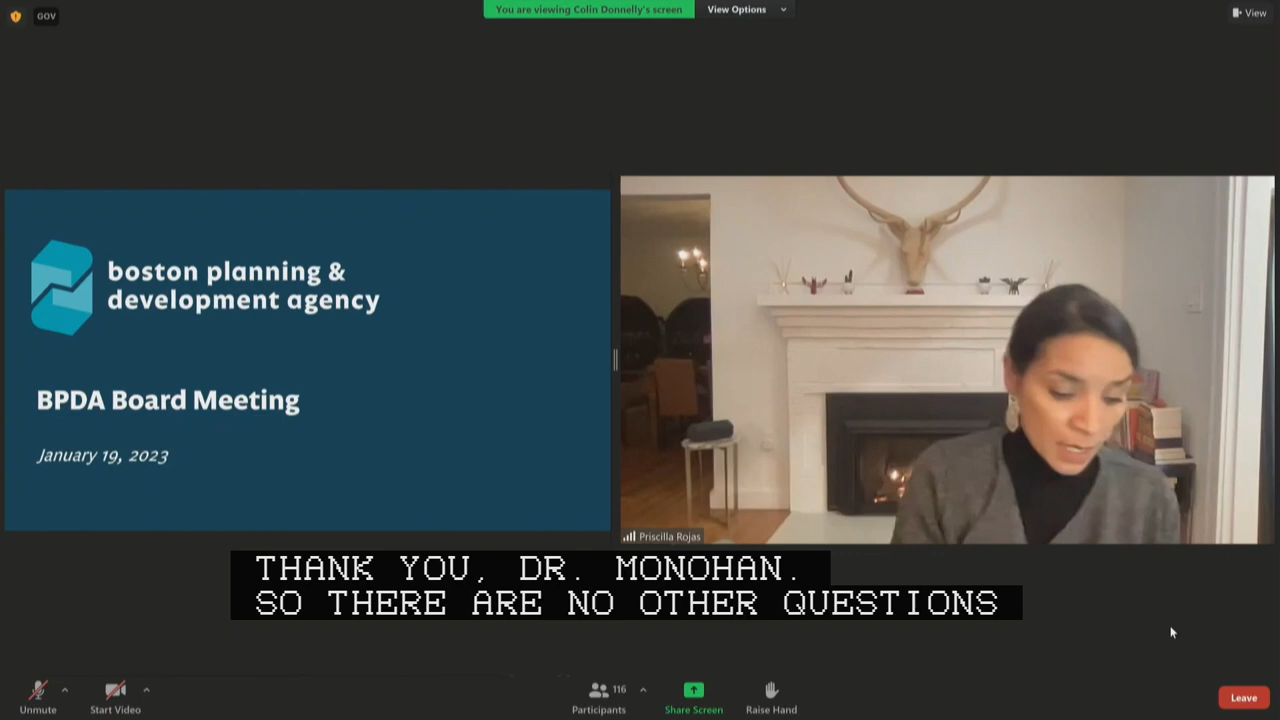 GOV
You are viewing Colin Donnelly's screen
View Options
View
boston planning &
development agency
BPDA Board Meeting
January 19, 2023
Priscilla Rojas
THANK YOU, DR. MONOHAN.
SO THERE ARE NO OTHER QUESTIONS
Unmute
Start Video
116
Participants
Share Screen
Raise Hand
Leave